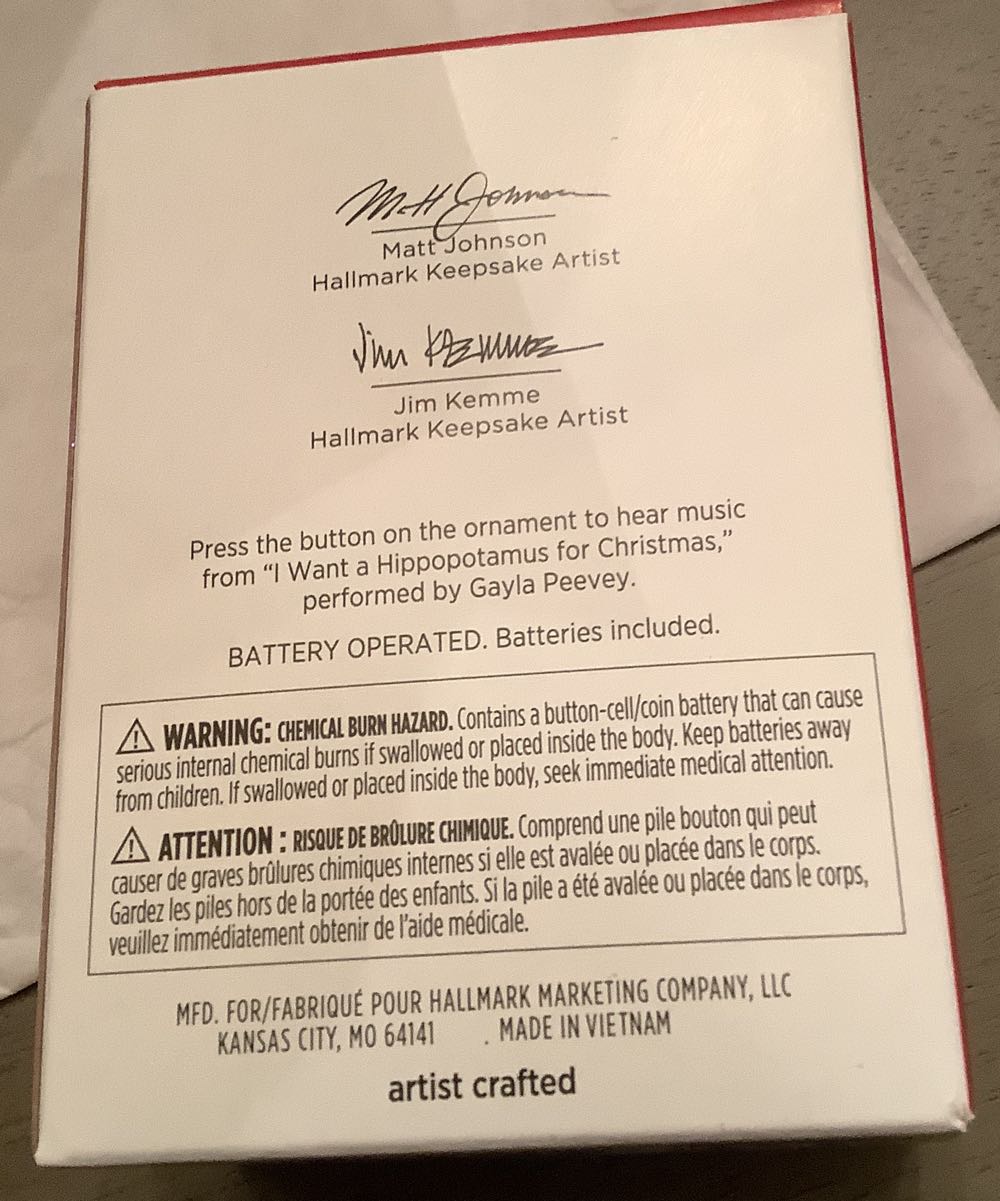 Matt Johnson
Matt Johnson
Hallmark Keepsake Artist
Jim Kemme
Jim Kemme
Hallmark Keepsake Artist
Press the button on the ornament to hear music
from “I Want a Hippopotamus for Christmas,”
performed by Gayla Peevey.
BATTERY OPERATED. Batteries included.
⚠ WARNING: CHEMICAL BURN HAZARD. Contains a button-cell/coin battery that can cause
serious internal chemical burns if swallowed or placed inside the body. Keep batteries away
from children. If swallowed or placed inside the body, seek immediate medical attention.
⚠ ATTENTION : RISQUE DE BRÛLURE CHIMIQUE. Comprend une pile bouton qui peut
causer de graves brûlures chimiques internes si elle est avalée ou placée dans le corps.
Gardez les piles hors de la portée des enfants. Si la pile a été avalée ou placée dans le corps,
veuillez immédiatement obtenir de l’aide médicale.
MFD. FOR/FABRIQUÉ POUR HALLMARK MARKETING COMPANY, LLC
KANSAS CITY, MO 64141 . MADE IN VIETNAM
artist crafted